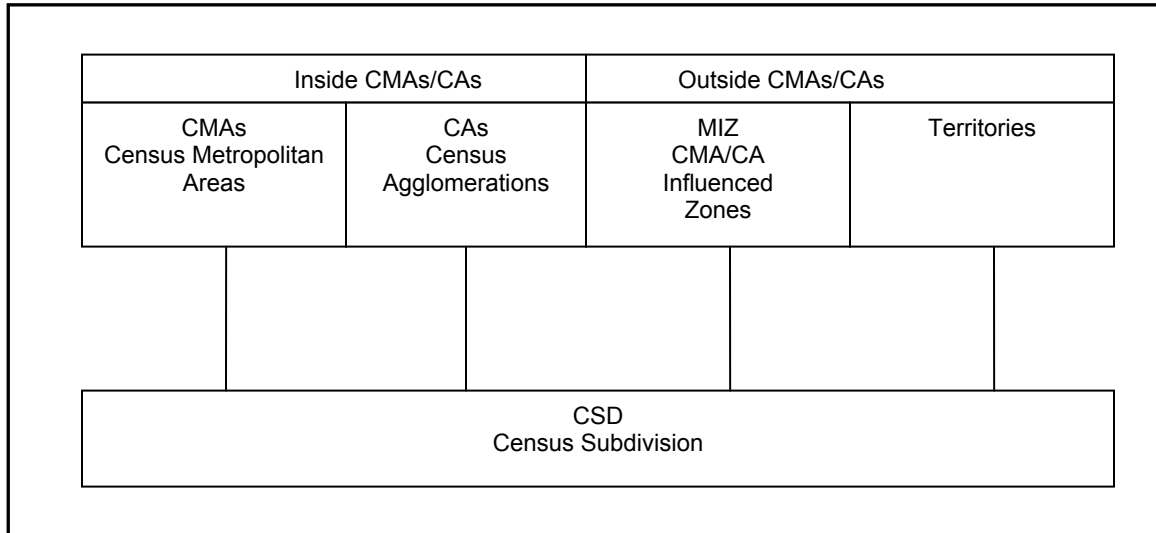 Inside CMAs/CAs
Outside CMAs/CAs
CMAs
Census Metropolitan
Areas
CAs
Census
Agglomerations
MIZ
CMA/CA
Influenced
Zones
Territories
CSD
Census Subdivision